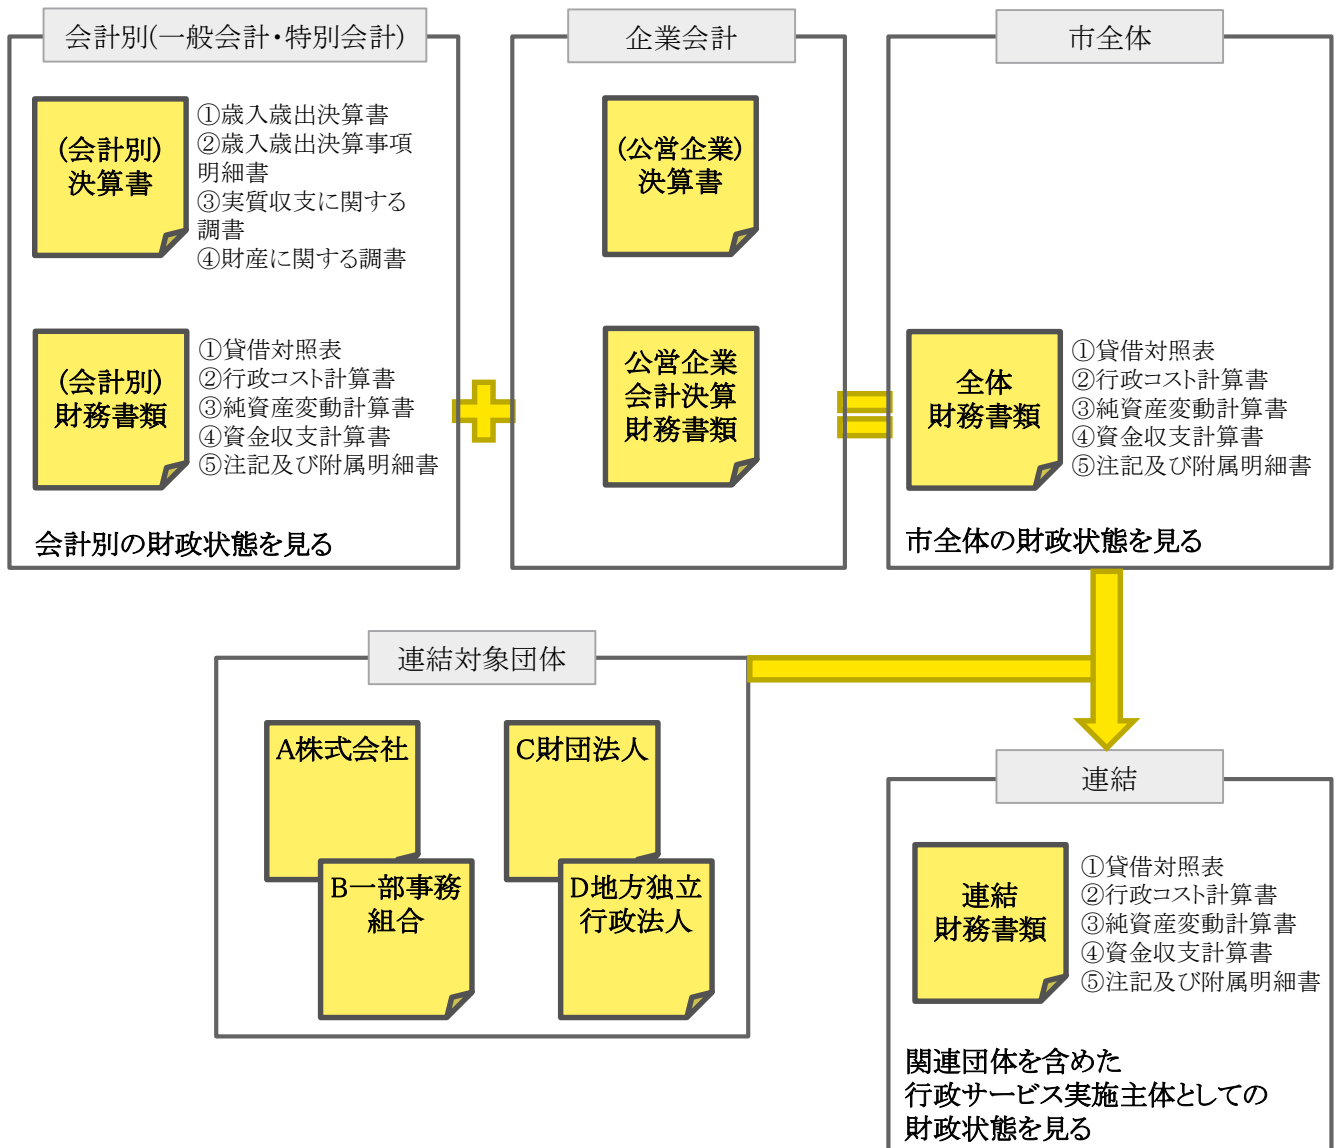 会計別(一般会計・特別会計)
(会計別)
決算書
①歳入歳出決算書
②歳入歳出決算事項
明細書
③実質収支に関する
調書
④財産に関する調書
(会計別)
財務書類
①貸借対照表
②行政コスト計算書
③純資産変動計算書
④資金収支計算書
⑤注記及び附属明細書
会計別の財政状態を見る
企業会計
(公営企業)
決算書
公営企業
会計決算
財務書類
市全体
全体
財務書類
①貸借対照表
②行政コスト計算書
③純資産変動計算書
④資金収支計算書
⑤注記及び附属明細書
市全体の財政状態を見る
連結対象団体
A株式会社
B一部事務
組合
C財団法人
D地方独立
行政法人
連結
連結
財務書類
①貸借対照表
②行政コスト計算書
③純資産変動計算書
④資金収支計算書
⑤注記及び附属明細書
関連団体を含めた
行政サービス実施主体としての
財政状態を見る